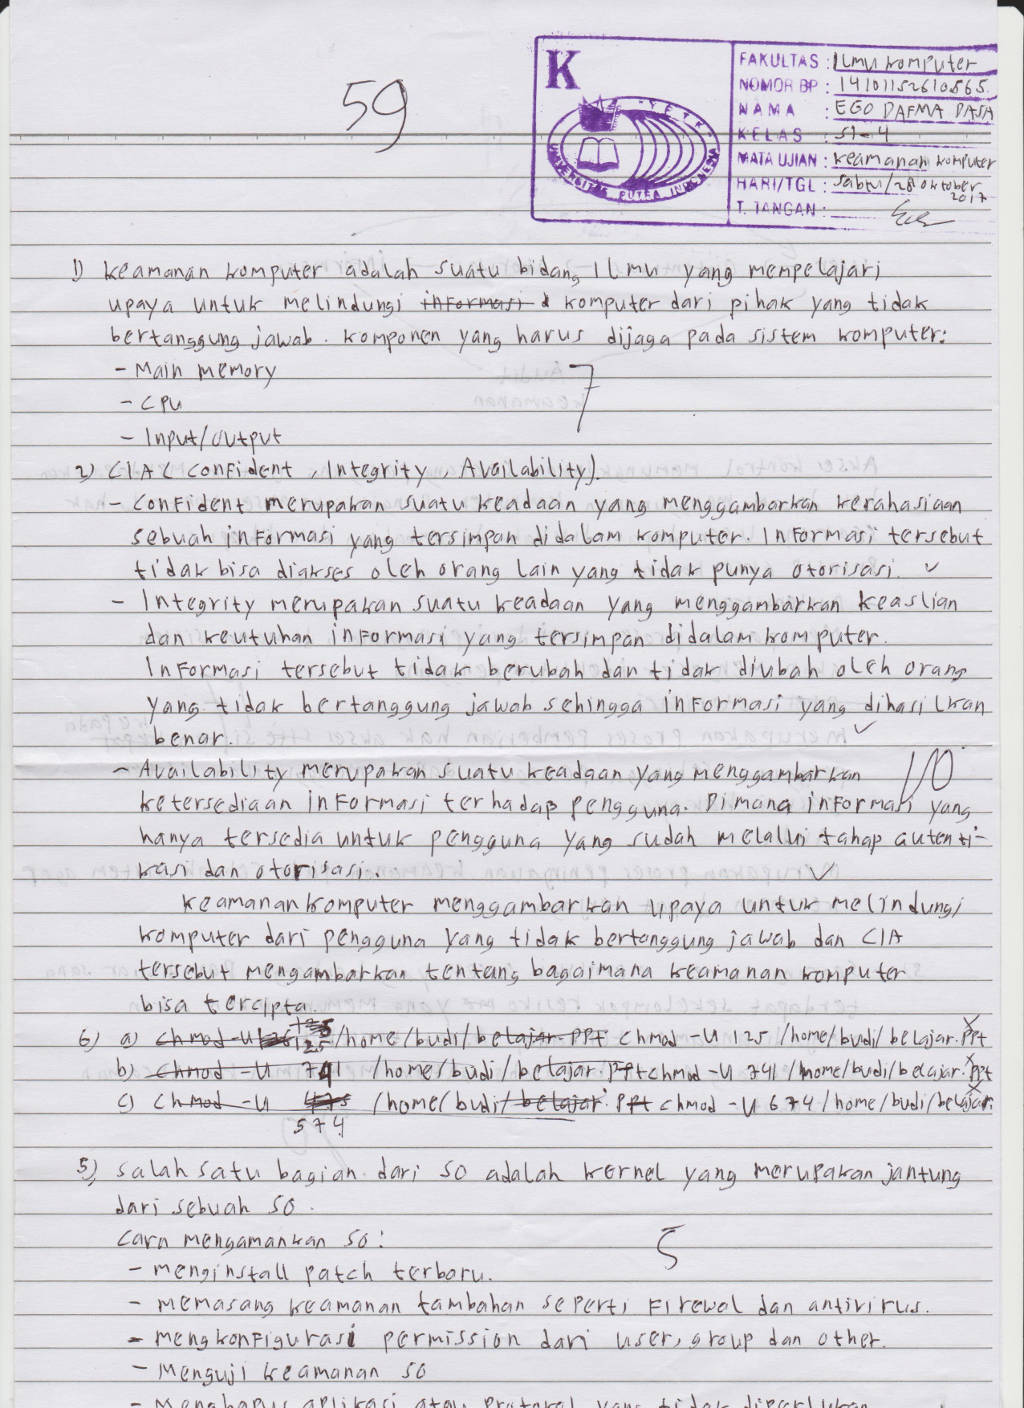 59
K
UNIVERSITAS PUTRA INDONESIA
FAKULTAS : ILMU KOMPUTER
NOMOR BP : 14101152610565
NAMA : EGO DAFMA DASA
KELAS : SI-4
MATA UJIAN : Keamanan komputer
HARI/TGL : Sabtu/28 oktober 2017
T. TANGAN :
1) Keamanan komputer adalah suatu bidang ILmu yang mempelajari
upaya untuk melindungi informasi & komputer dari pihak yang tidak
bertanggung jawab. komponen yang harus dijaga pada sistem komputer:
- Main memory
7
- CPU
- Input/output
2) CIA ( Confident, Integrity, Availability).
- Confident merupakan suatu keadaan yang menggambarkan kerahasiaan
sebuah informasi yang tersimpan didalam komputer. Informasi tersebut
tidak bisa diakses oleh orang lain yang tidak punya otorisasi. ✓
- Integrity merupakan suatu keadaan yang menggambarkan keaslian
dan keutuhan informasi yang tersimpan didalam komputer.
Informasi tersebut tidak berubah dan tidak diubah oleh orang
yang tidak bertanggung jawab sehingga informasi yang dihasilkan
benar. ✓
- Availability merupakan suatu keadaan yang menggambarkan
10
ketersediaan informasi terhadap pengguna. Dimana informasi yang
hanya tersedia untuk pengguna yang sudah melalui tahap autenti-
kasi dan otorisasi. ✓
Keamanan komputer menggambarkan upaya untuk melindungi
komputer dari pengguna yang tidak bertanggung jawab dan CIA
tersebut mengambarkan tentang bagaimana keamanan komputer
bisa tercipta.
6) a) chmod -u 125 /home/budi/belajar.PPt chmod -u 125 /home/budi/belajar.ppt
b) chmod -u 741 /home/budi/belajar.PPt chmod -u 741 /home/budi/belajar.ppt
c) chmod -u /home/budi/belajar.PPt chmod -u 674 /home/budi/belajar.
574
5) salah satu bagian dari SO adalah kernel yang merupakan jantung
dari sebuah SO.
Cara mengamankan SO:
5
- menginstall patch terbaru.
- memasang keamanan tambahan seperti Firewal dan antivirus.
- mengkonfigurasi permission dari user, group dan other.
- Menguji keamanan SO
- Menghapus aplikasi atau protokol yang tidak diperlukan